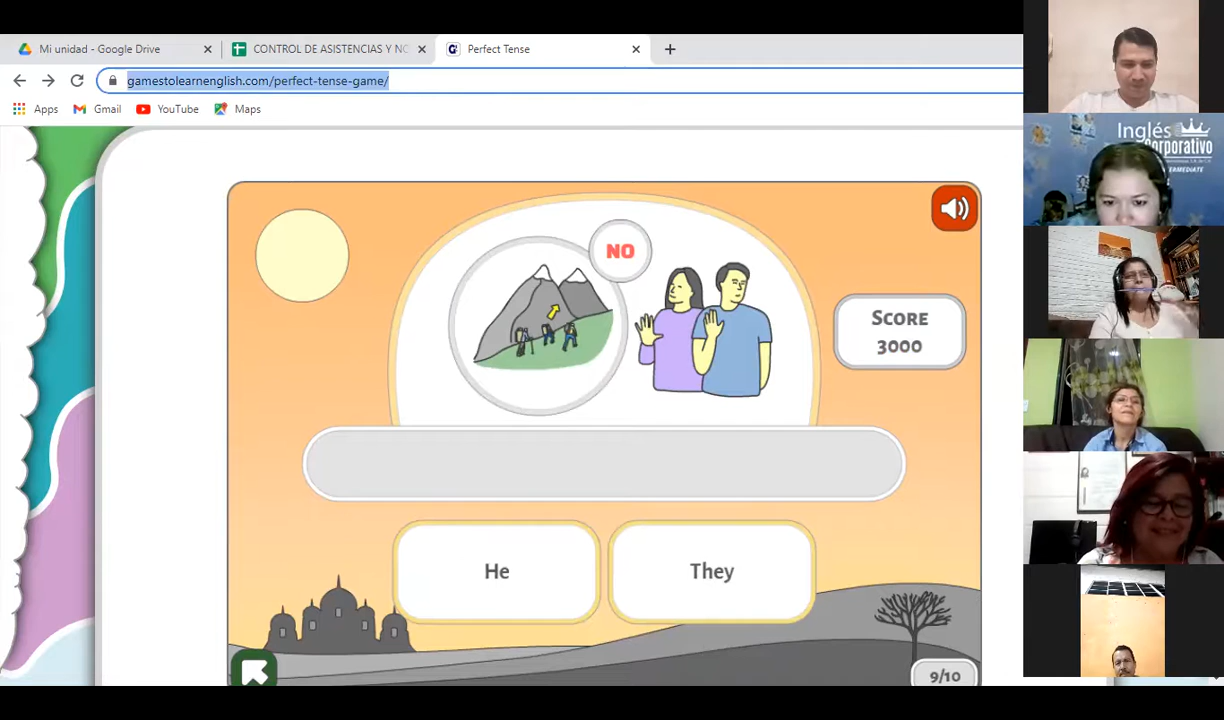 Mi unidad - Google Drive
CONTROL DE ASISTENCIAS Y NO
Perfect Tense
gamestolearnenglish.com/perfect-tense-game/
Apps
Gmail
YouTube
Maps
NO
SCORE
3000
He
They
9/10
Inglés
Corporativo